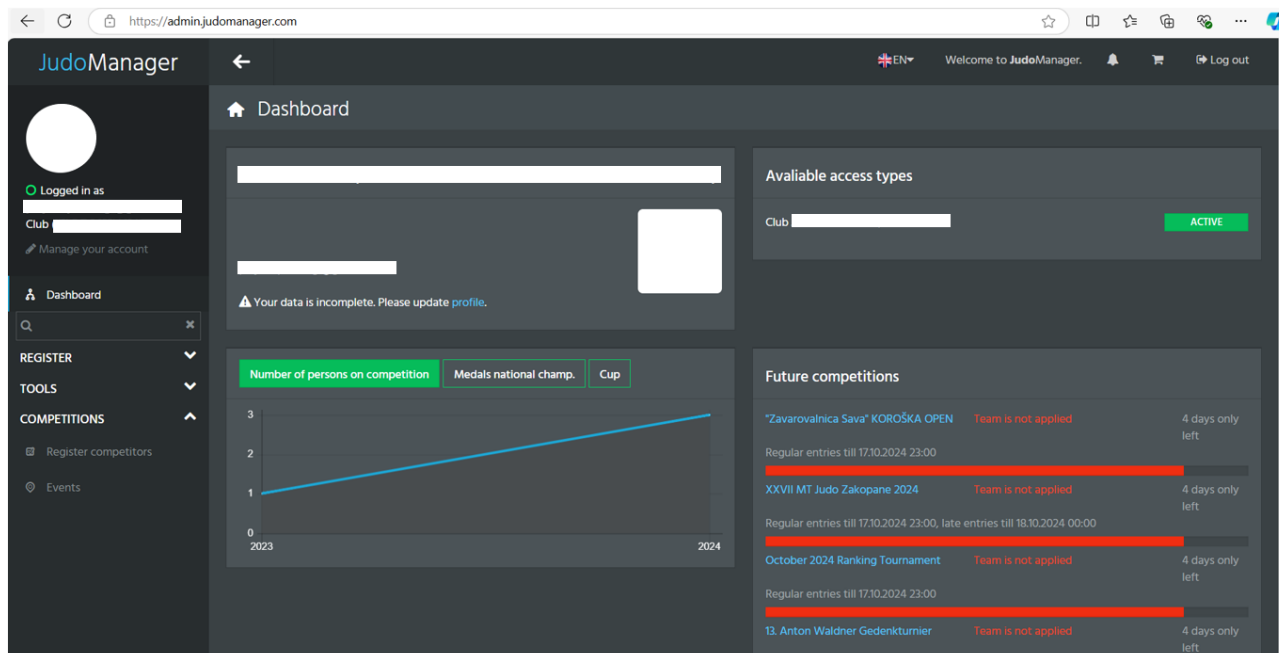 https://admin.judomanager.com
JudoManager
EN
Welcome to JudoManager.
Log out
Dashboard
Logged in as
Club
Manage your account
Dashboard
REGISTER
TOOLS
COMPETITIONS
Register competitors
Events
Your data is incomplete. Please update profile.
Avaliable access types
Club
ACTIVE
Number of persons on competition
Medals national champ.
Cup
3
2
1
0
2023
2024
Future competitions
"Zavarovalnica Sava" KOROŠKA OPEN
Team is not applied
4 days only
left
Regular entries till 17.10.2024 23:00
XXVII MT Judo Zakopane 2024
Team is not applied
4 days only
left
Regular entries till 17.10.2024 23:00, late entries till 18.10.2024 00:00
October 2024 Ranking Tournament
Team is not applied
4 days only
left
Regular entries till 17.10.2024 23:00
13. Anton Waldner Gedenkturnier
Team is not applied
4 days only
left